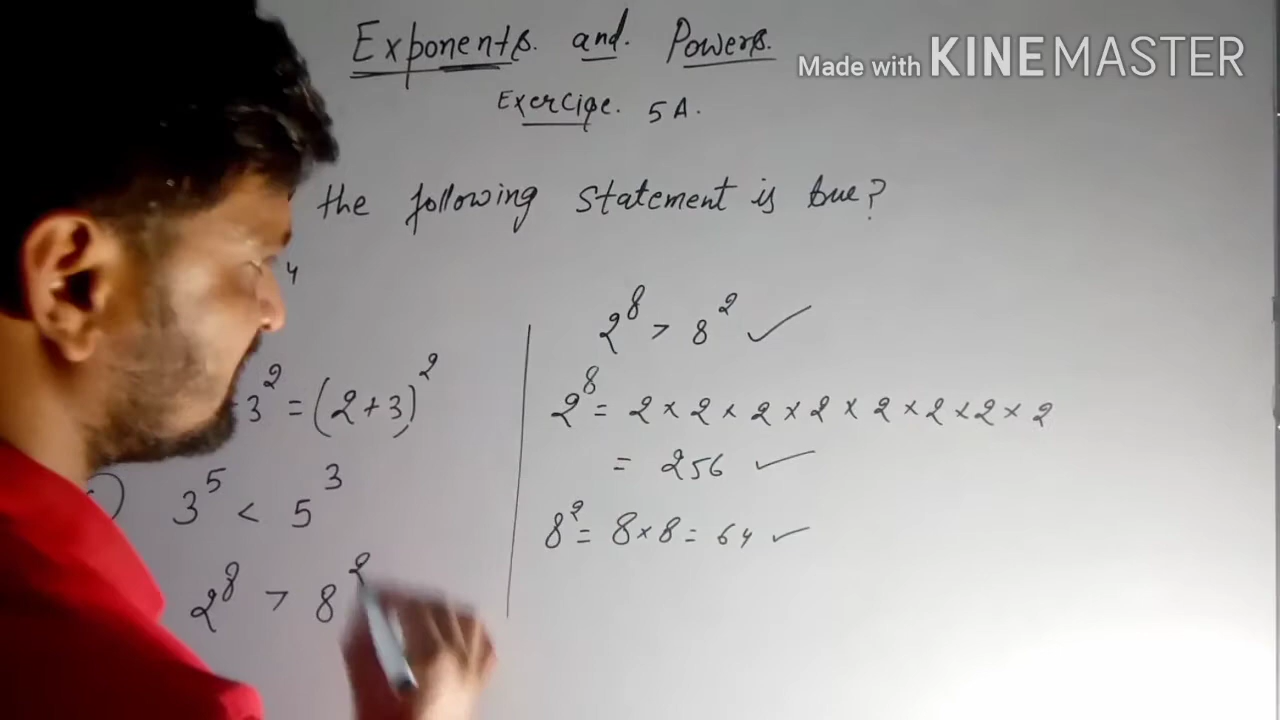 Exponents. and. Powers.
Made with KINEMASTER
Exercise. 5A.
the following statement is true?
4
3² = (2+3)²
3⁵ < 5³
2⁸ > 8²
2⁸ > 8² ✓
2⁸ = 2 × 2 × 2 × 2 × 2 × 2 × 2 × 2
= 256 ✓
8² = 8 × 8 = 64 ✓